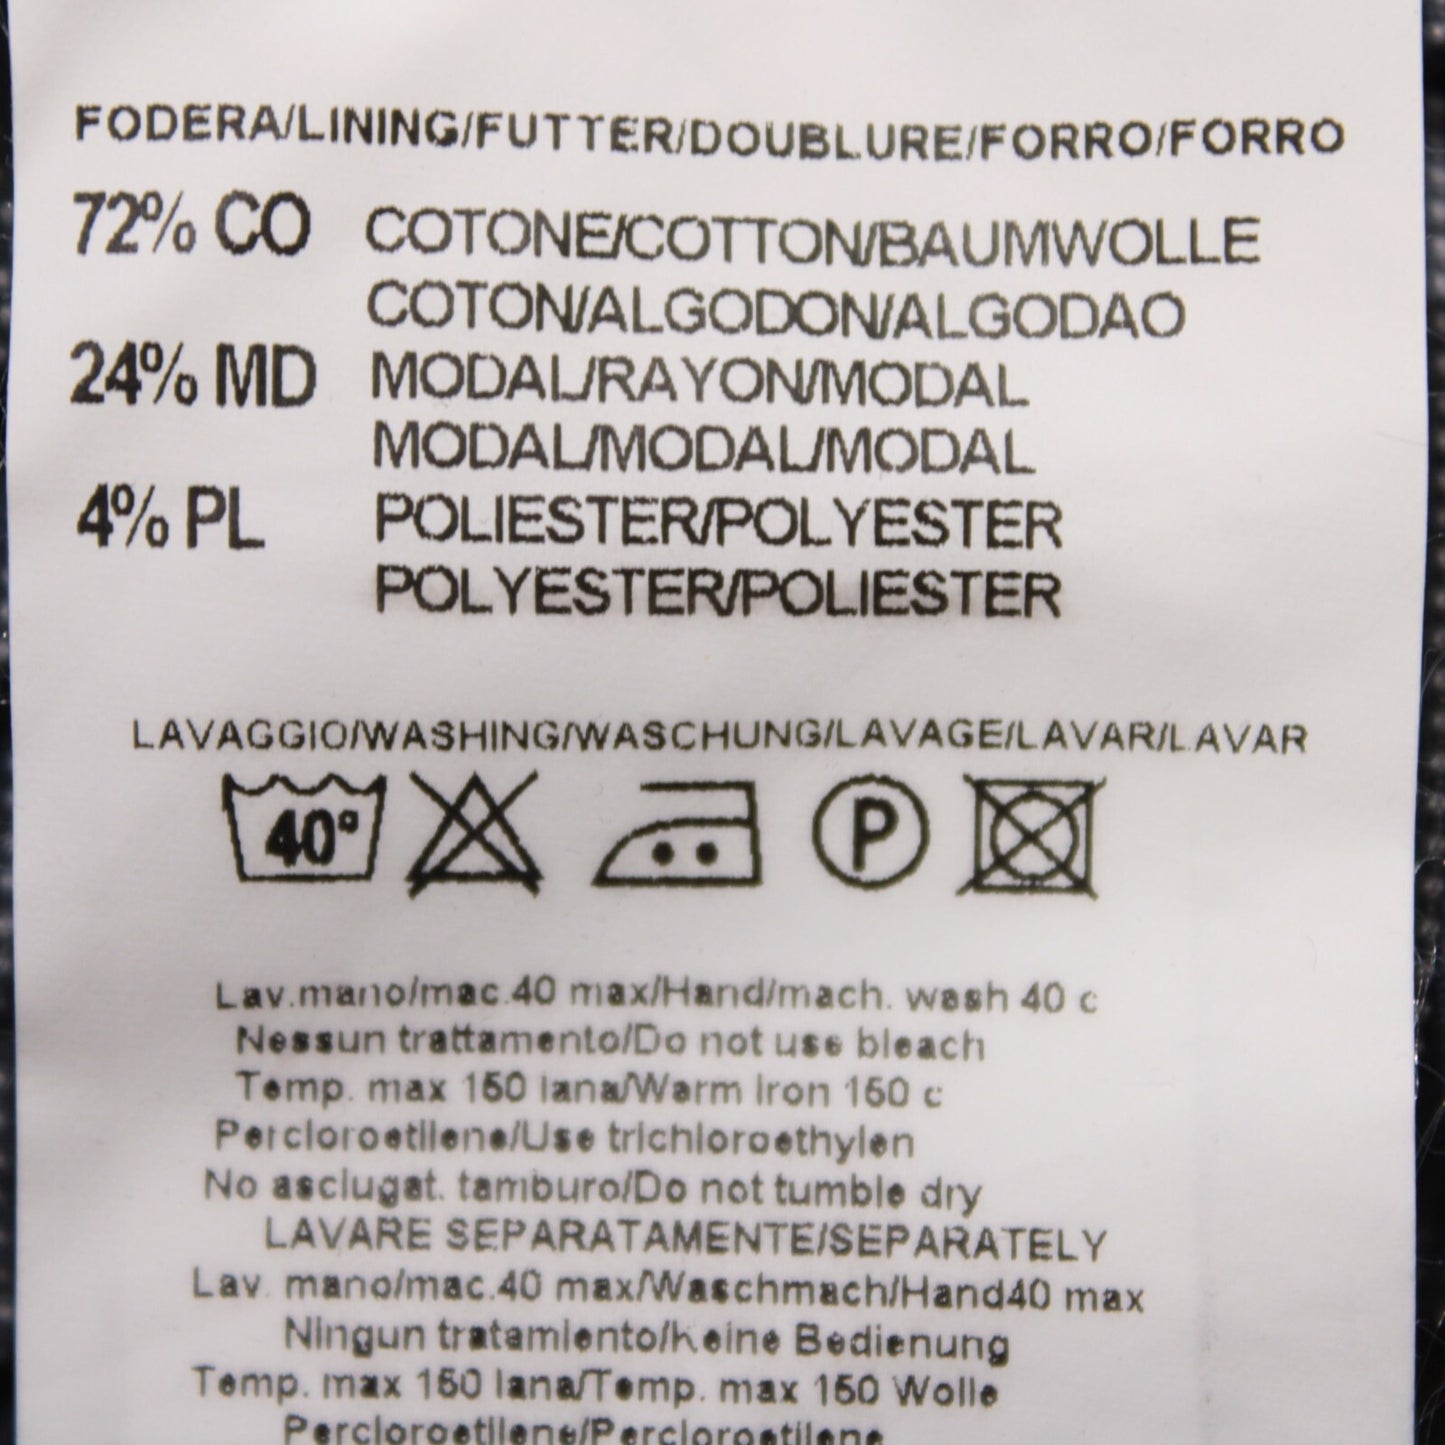 FODERA/LINING/FUTTER/DOUBLURE/FORRO/FORRO
72% CO COTONE/COTTON/BAUMWOLLE
COTON/ALGODON/ALGODAO
24% MD MODAL/RAYON/MODAL
MODAL/MODAL/MODAL
4% PL POLIESTER/POLYESTER
POLYESTER/POLIESTER
LAVAGGIO/WASHING/WASCHUNG/LAVAGE/LAVAR/LAVAR
40° P
Lav.mano/mac.40 max/Hand/mach. wash 40 c
Nessun trattamento/Do not use bleach
Temp. max 150 lana/Warm Iron 150 c
Percloroetilene/Use trichloroethylen
No asciugat. tamburo/Do not tumble dry
LAVARE SEPARATAMENTE/SEPARATELY
Lav. mano/mac.40 max/Waschmach/Hand40 max
Ningun tratamiento/Keine Bedienung
Temp. max 150 lana/Temp. max 150 Wolle
Percloroetilene/Percloroetilene